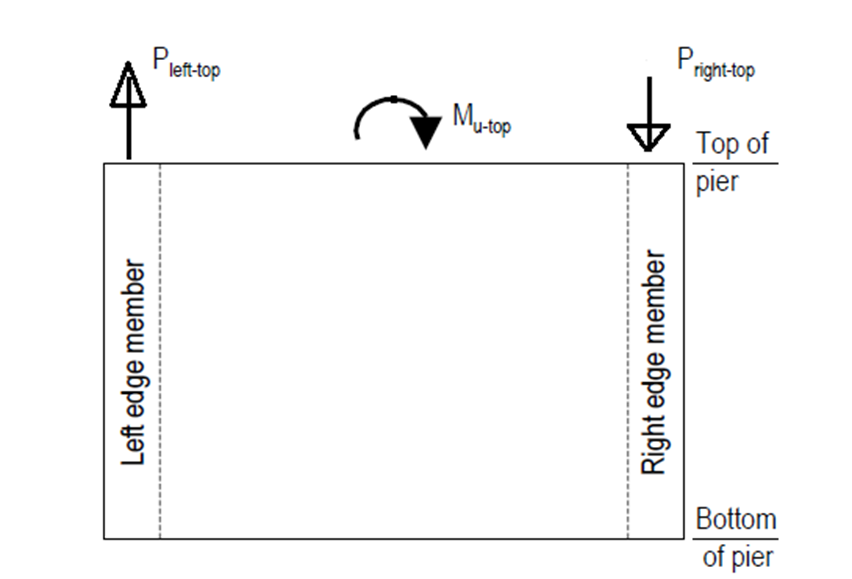 Pleft-top
Pright-top
Mu-top
Top of
pier
Left edge member
Right edge member
Bottom
of pier